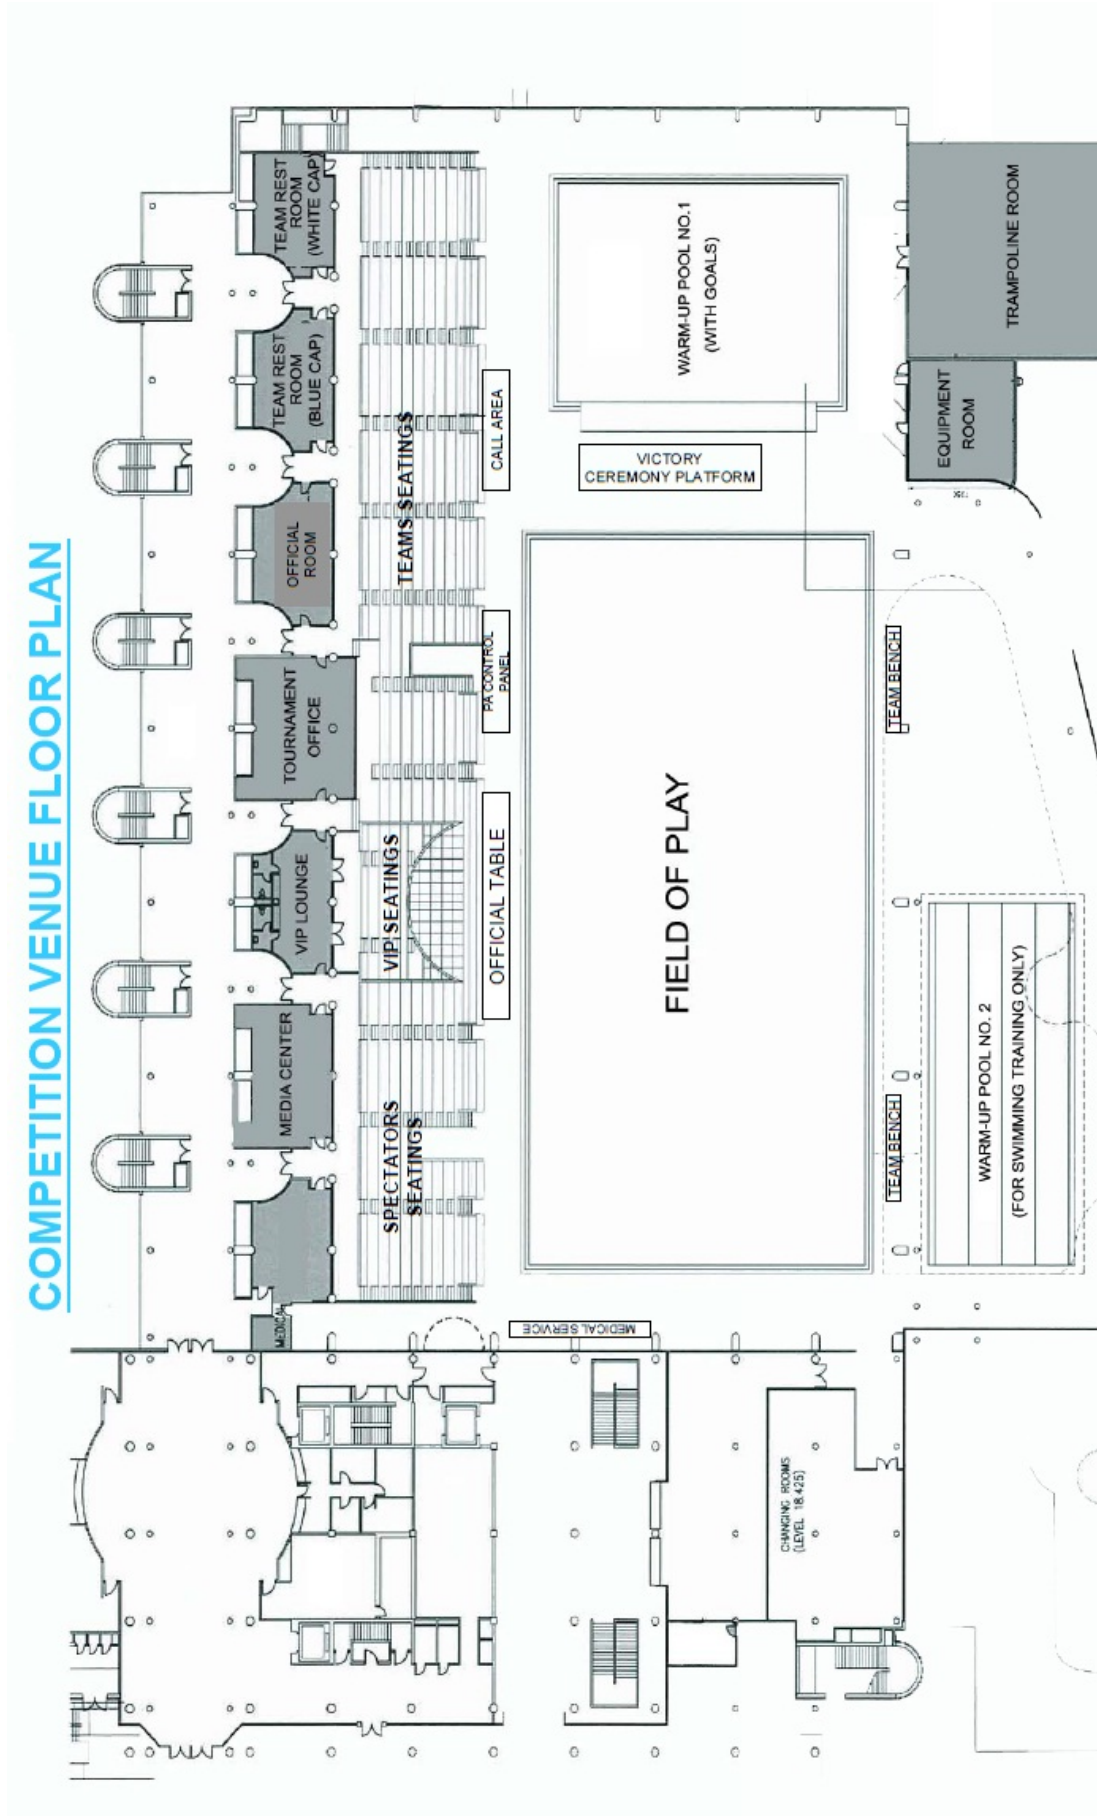 COMPETITION VENUE FLOOR PLAN
TEAM REST
ROOM
(WHITE CAP)
TEAM REST
ROOM
(BLUE CAP)
OFFICIAL
ROOM
TOURNAMENT
OFFICE
VIP LOUNGE
MEDIA CENTER
MEDICAL
TEAMS SEATINGS
VIP SEATINGS
SPECTATORS
SEATINGS
CALL AREA
PA CONTROL
PANEL
OFFICIAL TABLE
MEDICAL SERVICE
WARM-UP POOL NO.1
(WITH GOALS)
VICTORY
CEREMONY PLATFORM
FIELD OF PLAY
TEAM BENCH
TEAM BENCH
TRAMPOLINE ROOM
EQUIPMENT
ROOM
WARM-UP POOL NO. 2
(FOR SWIMMING TRAINING ONLY)
CHANGING ROOMS
(LEVEL 18.425)